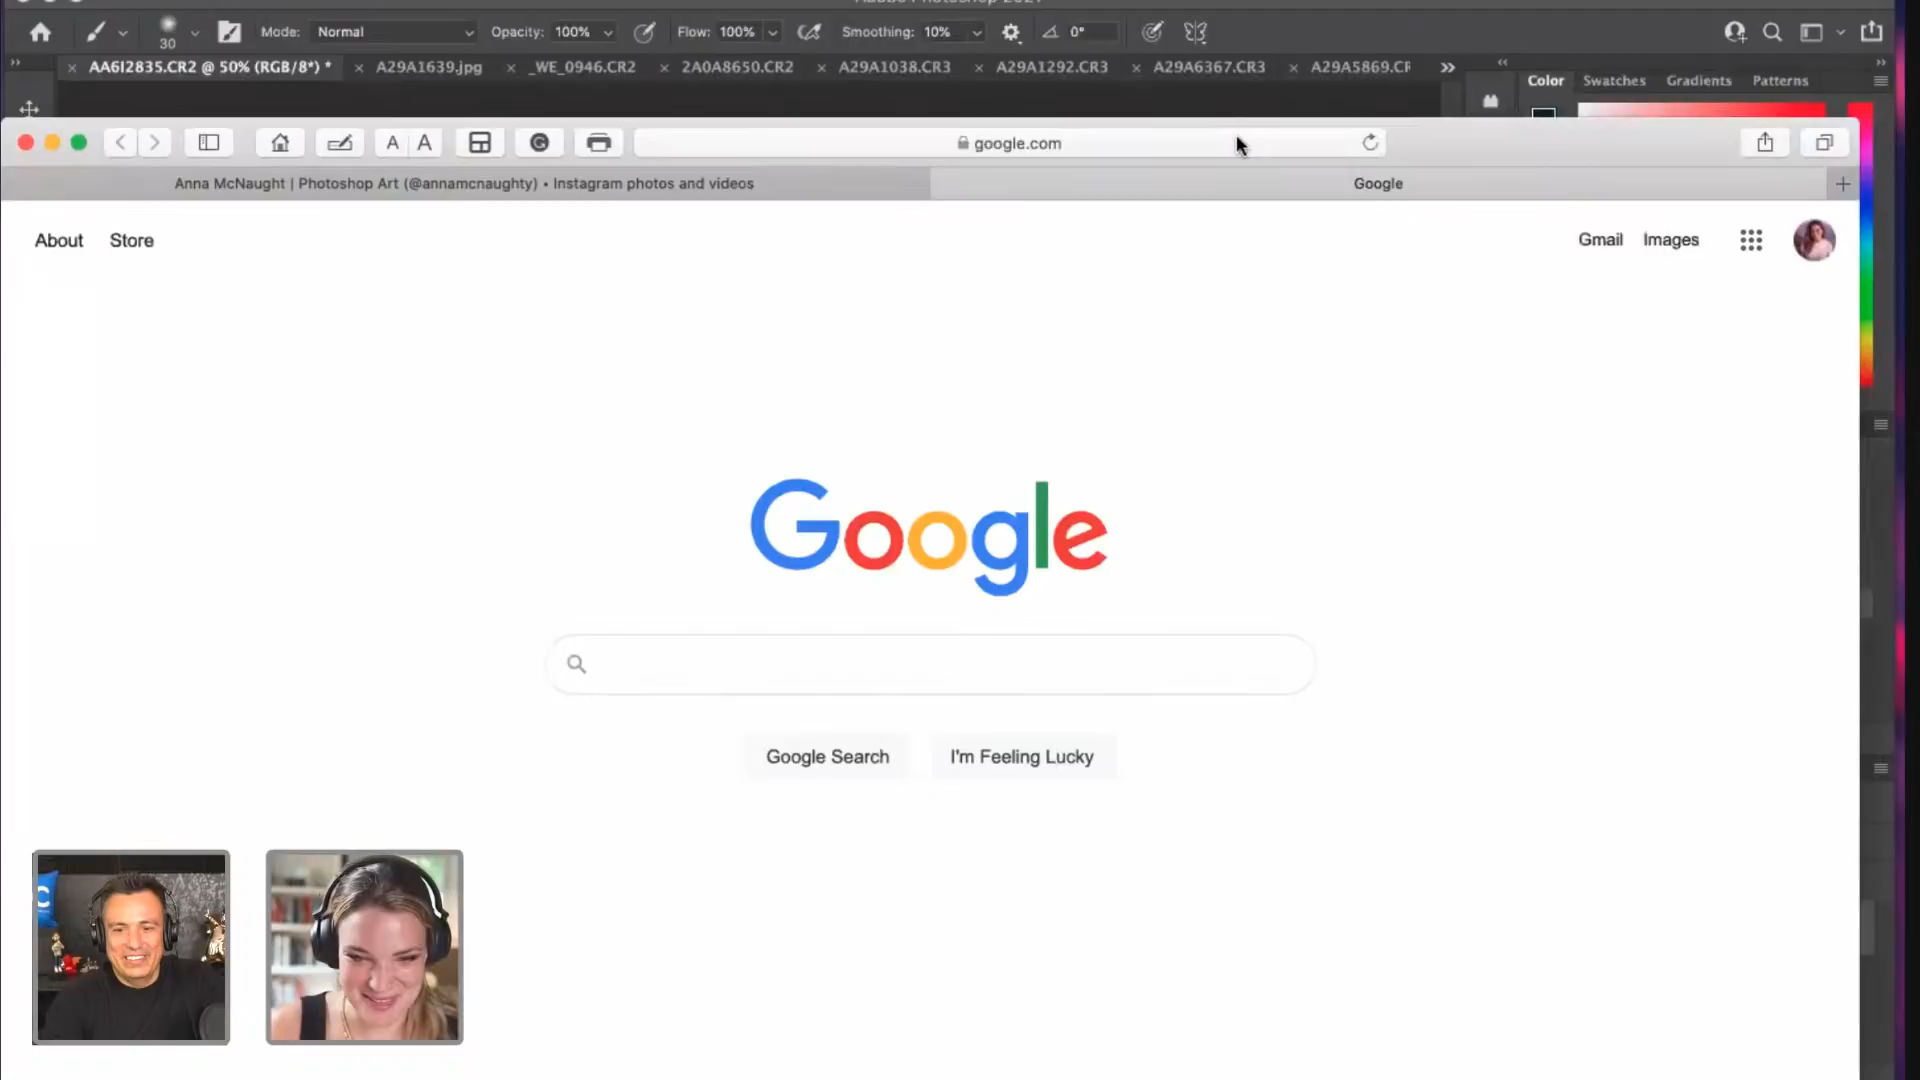 30
Mode: Normal
Opacity: 100%
Flow: 100%
Smoothing: 10%
0°
AA6I2835.CR2 @ 50% (RGB/8*) *
A29A1639.jpg
_WE_0946.CR2
2A0A8650.CR2
A29A1038.CR3
A29A1292.CR3
A29A6367.CR3
A29A5869.CR
Color
Swatches
Gradients
Patterns
A A
google.com
Anna McNaught | Photoshop Art (@annamcnaughty) • Instagram photos and videos
Google
About
Store
Gmail
Images
Google
Google Search
I'm Feeling Lucky